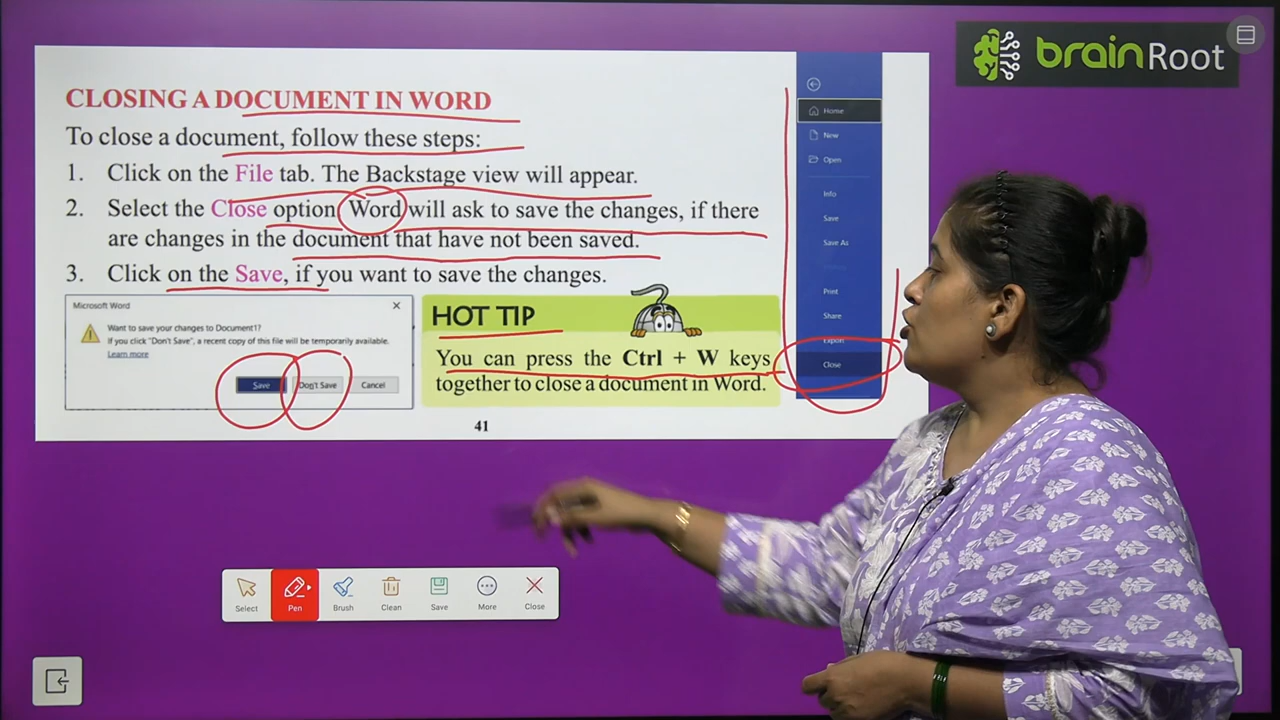 brainRoot
CLOSING A DOCUMENT IN WORD
To close a document, follow these steps:
1. Click on the File tab. The Backstage view will appear.
2. Select the Close option Word will ask to save the changes, if there
are changes in the document that have not been saved.
3. Click on the Save, if you want to save the changes.
Microsoft Word
Want to save your changes to Document1?
If you click "Don't Save", a recent copy of this file will be temporarily available.
Learn more
Save Don't Save Cancel
HOT TIP
You can press the Ctrl + W keys
together to close a document in Word.
41
Home
New
Open
Info
Save
Save As
Print
Share
Export
Close
Select Pen Brush Clean Save More Close